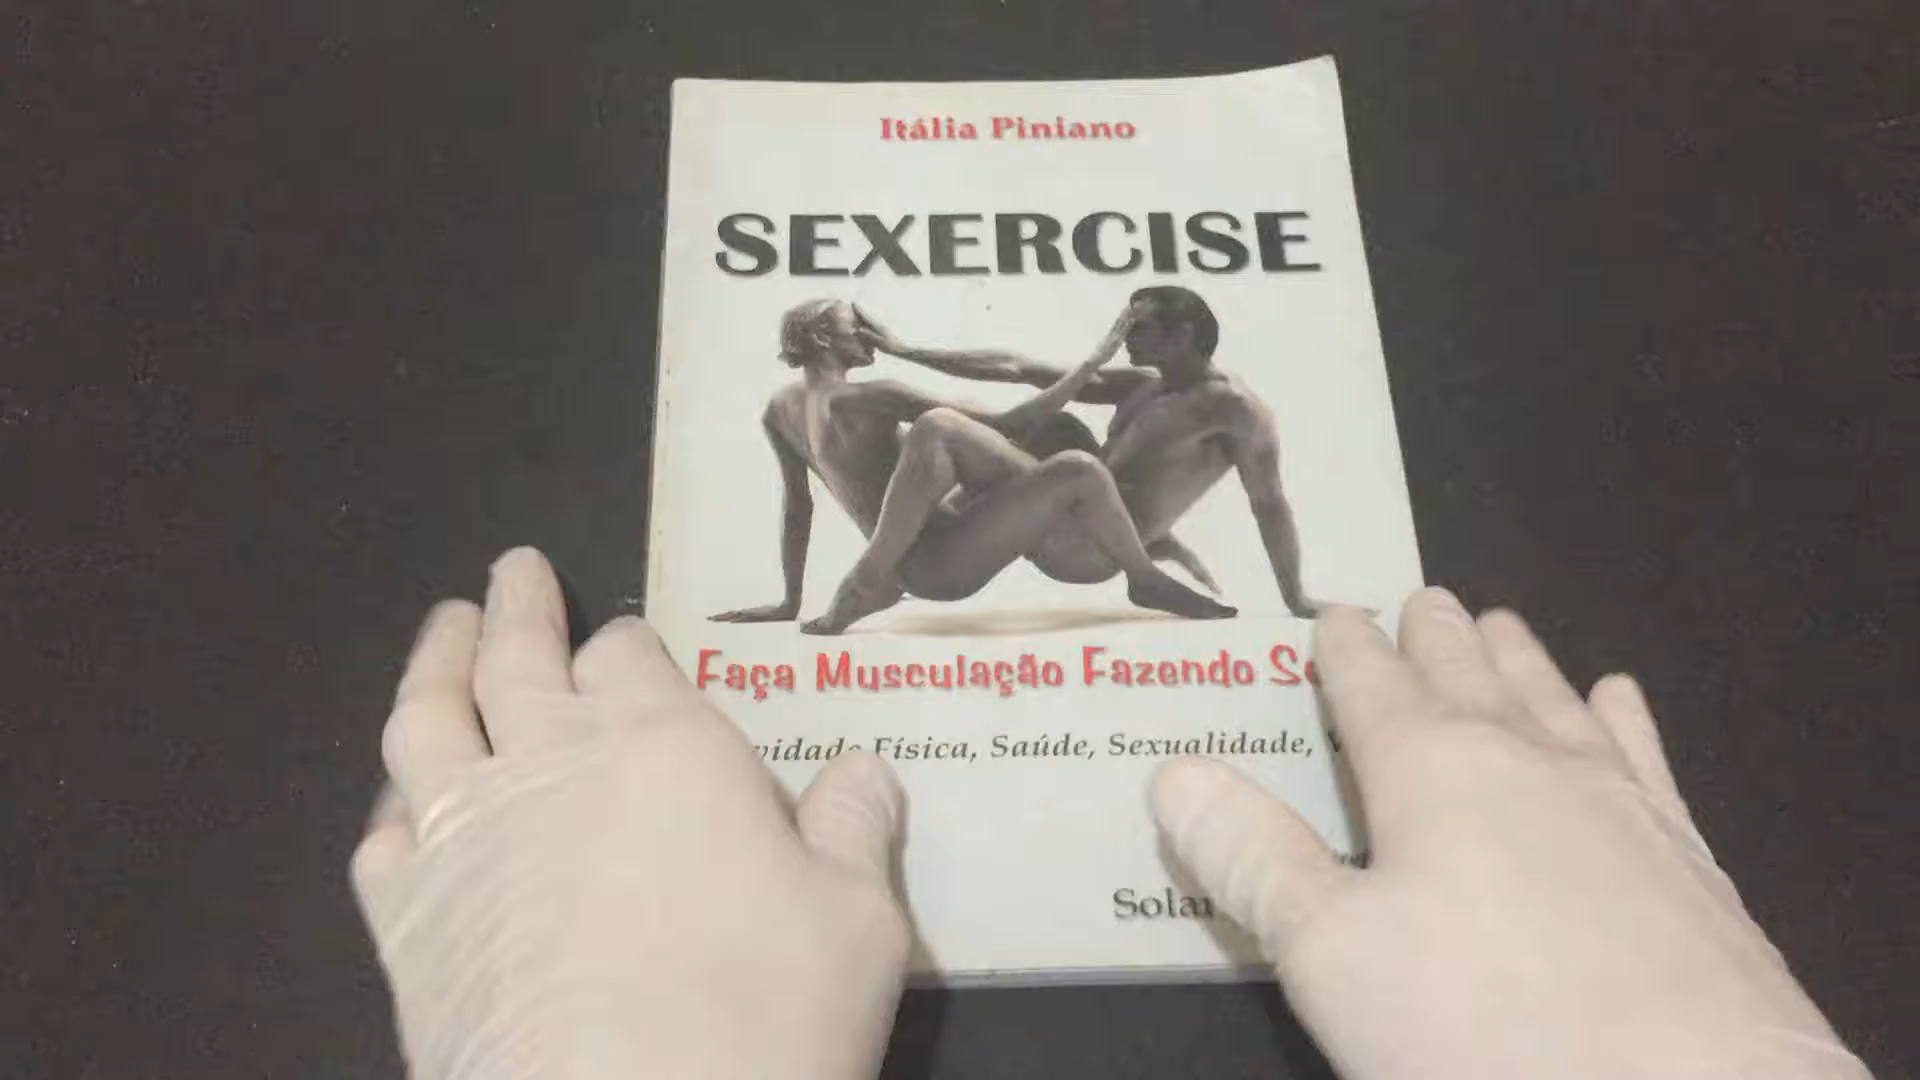 Itália Piniano
SEXERCISE
Faça Musculação Fazendo
Física, Saúde, Sexualidade,